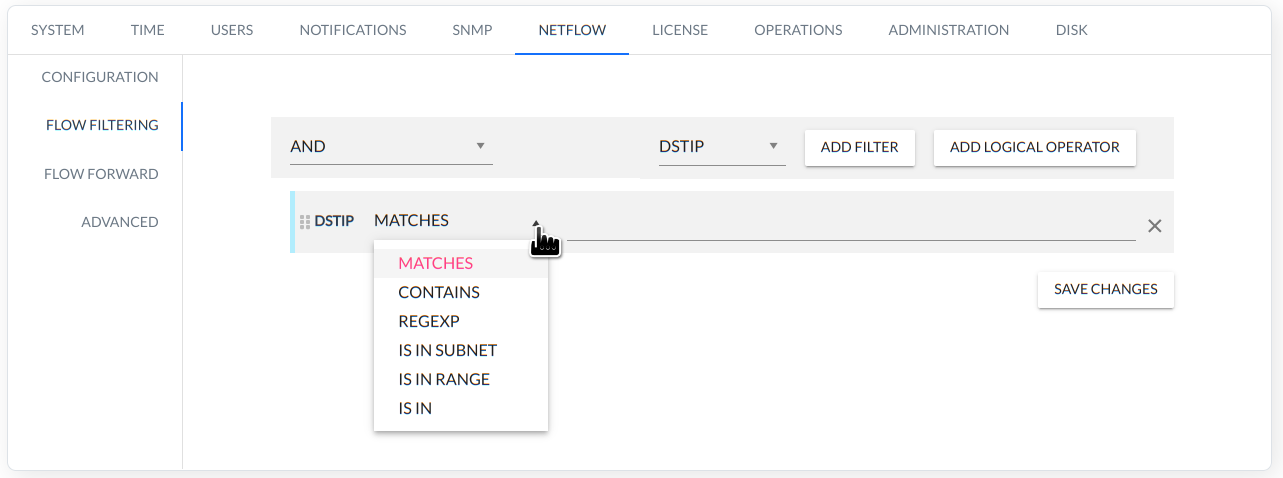 SYSTEM TIME USERS NOTIFICATIONS SNMP NETFLOW LICENSE OPERATIONS ADMINISTRATION DISK
CONFIGURATION
FLOW FILTERING
FLOW FORWARD
ADVANCED
AND DSTIP ADD FILTER ADD LOGICAL OPERATOR
DSTIP MATCHES
MATCHES
CONTAINS
REGEXP
IS IN SUBNET
IS IN RANGE
IS IN
SAVE CHANGES